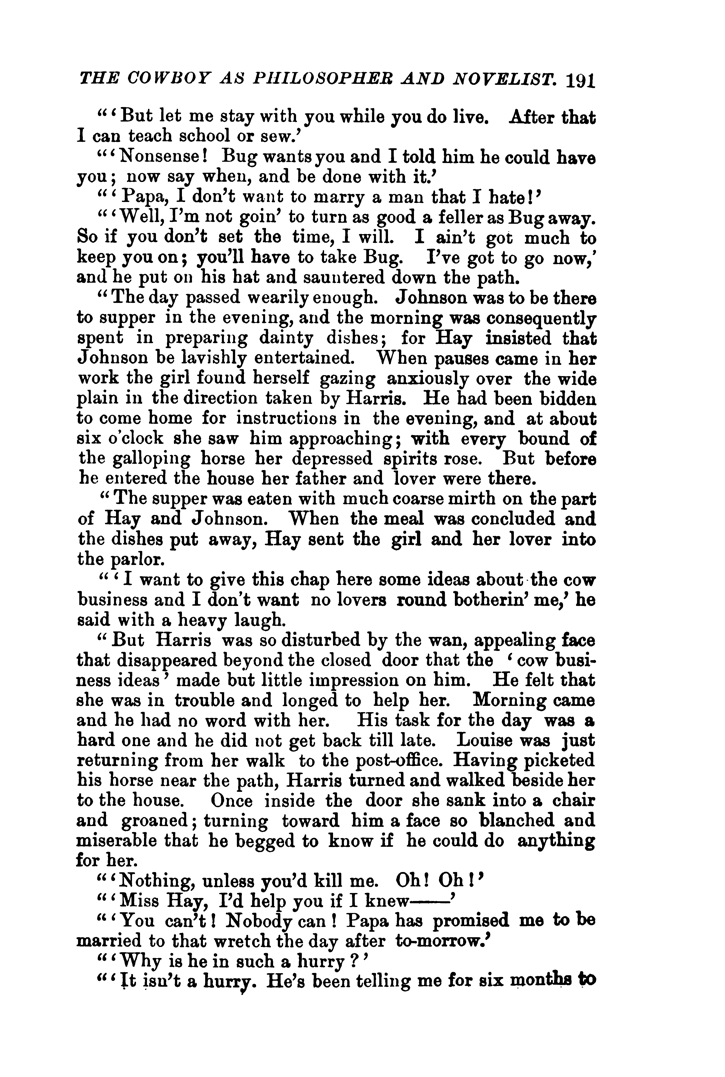 THE COWBOY AS PHILOSOPHER AND NOVELIST. 191
"'But let me stay with you while you do live. After that
I can teach school or sew.'
"'Nonsense! Bug wants you and I told him he could have
you; now say when, and be done with it.'
"'Papa, I don't want to marry a man that I hate!'
"'Well, I'm not goin' to turn as good a feller as Bug away.
So if you don't set the time, I will. I ain't got much to
keep you on; you'll have to take Bug. I've got to go now,'
and he put on his hat and sauntered down the path.
"The day passed wearily enough. Johnson was to be there
to supper in the evening, and the morning was consequently
spent in preparing dainty dishes; for Hay insisted that
Johnson be lavishly entertained. When pauses came in her
work the girl found herself gazing anxiously over the wide
plain in the direction taken by Harris. He had been bidden
to come home for instructions in the evening, and at about
six o'clock she saw him approaching; with every bound of
the galloping horse her depressed spirits rose. But before
he entered the house her father and lover were there.
"The supper was eaten with much coarse mirth on the part
of Hay and Johnson. When the meal was concluded and
the dishes put away, Hay sent the girl and her lover into
the parlor.
"'I want to give this chap here some ideas about the cow
business and I don't want no lovers round botherin' me,' he
said with a heavy laugh.
"But Harris was so disturbed by the wan, appealing face
that disappeared beyond the closed door that the 'cow busi-
ness ideas' made but little impression on him. He felt that
she was in trouble and longed to help her. Morning came
and he had no word with her. His task for the day was a
hard one and he did not get back till late. Louise was just
returning from her walk to the post-office. Having picketed
his horse near the path, Harris turned and walked beside her
to the house. Once inside the door she sank into a chair
and groaned; turning toward him a face so blanched and
miserable that he begged to know if he could do anything
for her.
"'Nothing, unless you'd kill me. Oh! Oh!'
"'Miss Hay, I'd help you if I knew——'
"'You can't! Nobody can! Papa has promised me to be
married to that wretch the day after to-morrow.'
"'Why is he in such a hurry?'
"'It isn't a hurry. He's been telling me for six months to